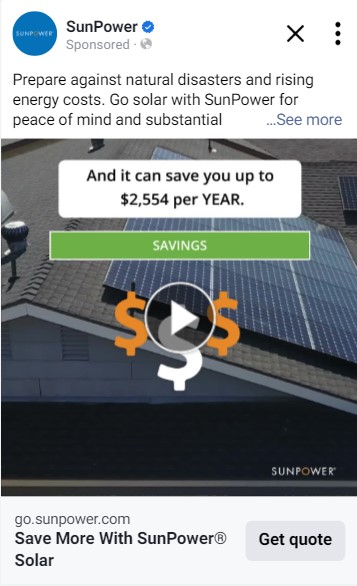 SunPower
Sponsored ·
Prepare against natural disasters and rising
energy costs. Go solar with SunPower for
peace of mind and substantial ...See more
And it can save you up to
$2,554 per YEAR.
SAVINGS
$ $
$
SUNPOWER®
go.sunpower.com
Save More With SunPower®
Solar
Get quote